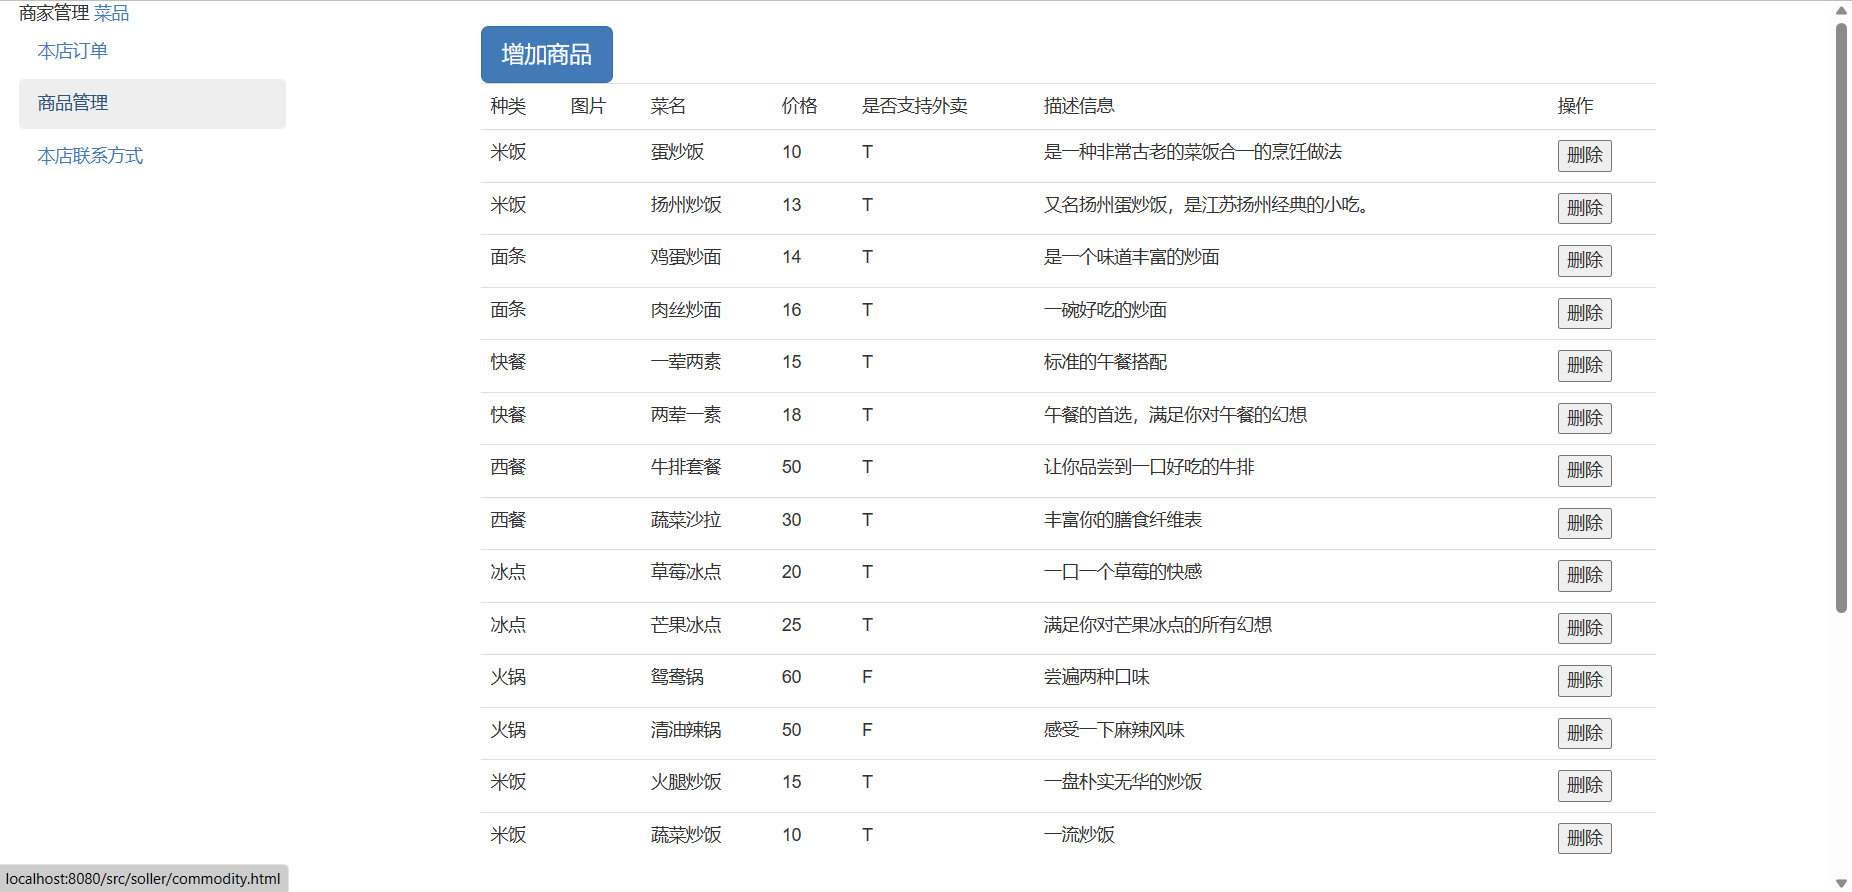 商家管理 菜品
本店订单
商品管理
本店联系方式
增加商品
种类 图片 菜名 价格 是否支持外卖 描述信息 操作
米饭 蛋炒饭 10 T 是一种非常古老的菜饭合一的烹饪做法 删除
米饭 扬州炒饭 13 T 又名扬州蛋炒饭，是江苏扬州经典的小吃。 删除
面条 鸡蛋炒面 14 T 是一个味道丰富的炒面 删除
面条 肉丝炒面 16 T 一碗好吃的炒面 删除
快餐 一荤两素 15 T 标准的午餐搭配 删除
快餐 两荤一素 18 T 午餐的首选，满足你对午餐的幻想 删除
西餐 牛排套餐 50 T 让你品尝到一口好吃的牛排 删除
西餐 蔬菜沙拉 30 T 丰富你的膳食纤维表 删除
冰点 草莓冰点 20 T 一口一个草莓的快感 删除
冰点 芒果冰点 25 T 满足你对芒果冰点的所有幻想 删除
火锅 鸳鸯锅 60 F 尝遍两种口味 删除
火锅 清油辣锅 50 F 感受一下麻辣风味 删除
米饭 火腿炒饭 15 T 一盘朴实无华的炒饭 删除
米饭 蔬菜炒饭 10 T 一流炒饭 删除
localhost:8080/src/soller/commodity.html